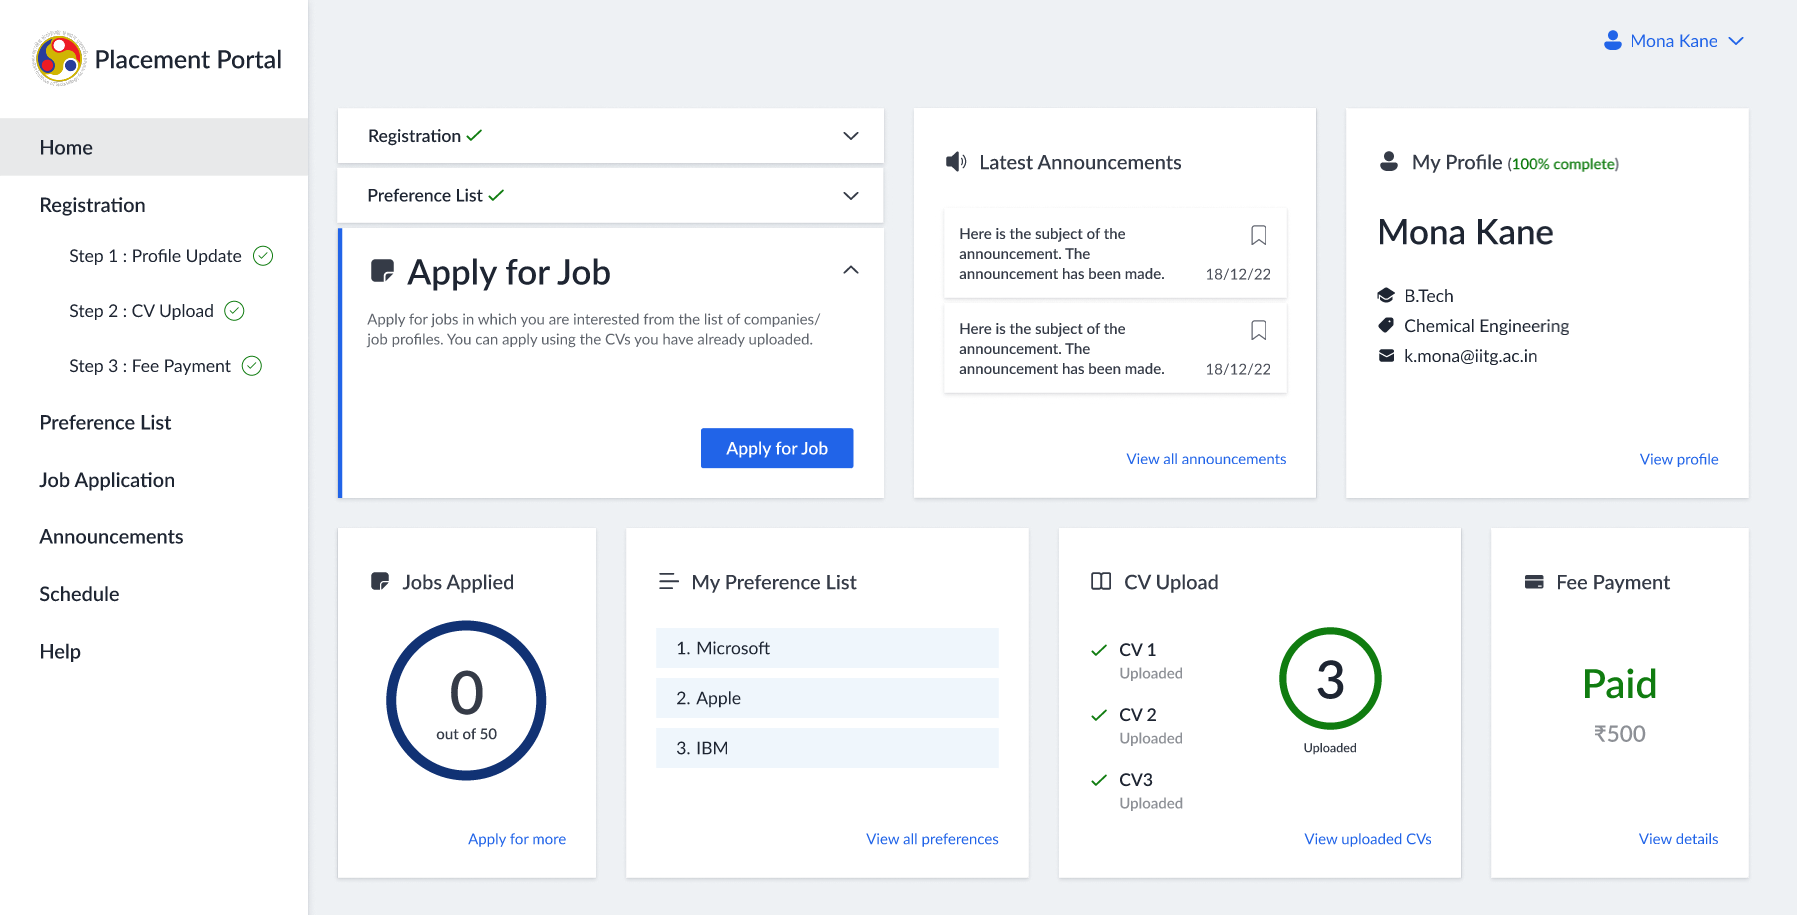 Placement Portal
Home
Registration
Step 1 : Profile Update
Step 2 : CV Upload
Step 3 : Fee Payment
Preference List
Job Application
Announcements
Schedule
Help
Mona Kane
Registration
Preference List
Apply for Job
Apply for jobs in which you are interested from the list of companies/
job profiles. You can apply using the CVs you have already uploaded.
Apply for Job
Latest Announcements
Here is the subject of the
announcement. The
announcement has been made.
18/12/22
Here is the subject of the
announcement. The
announcement has been made.
18/12/22
View all announcements
My Profile (100% complete)
Mona Kane
B.Tech
Chemical Engineering
k.mona@iitg.ac.in
View profile
Jobs Applied
0
out of 50
Apply for more
My Preference List
1. Microsoft
2. Apple
3. IBM
View all preferences
CV Upload
CV 1
Uploaded
CV 2
Uploaded
CV3
Uploaded
3
Uploaded
View uploaded CVs
Fee Payment
Paid
₹500
View details